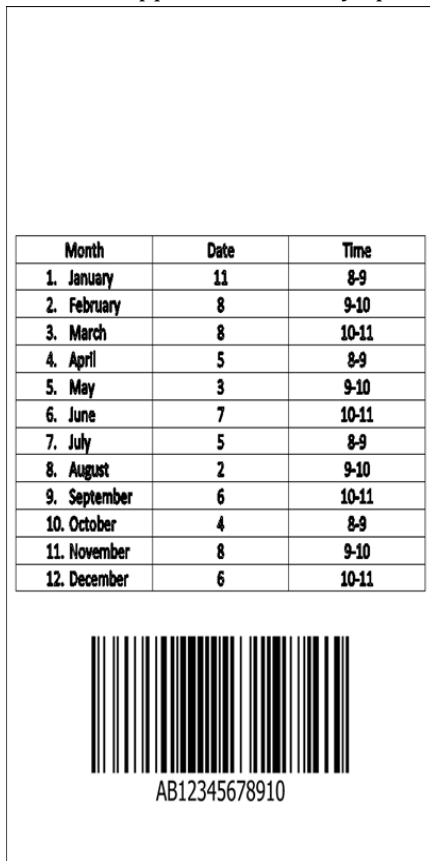 Month Date Time
1. January 11 8-9
2. February 8 9-10
3. March 8 10-11
4. April 5 8-9
5. May 3 9-10
6. June 7 10-11
7. July 5 8-9
8. August 2 9-10
9. September 6 10-11
10. October 4 8-9
11. November 8 9-10
12. December 6 10-11
AB12345678910